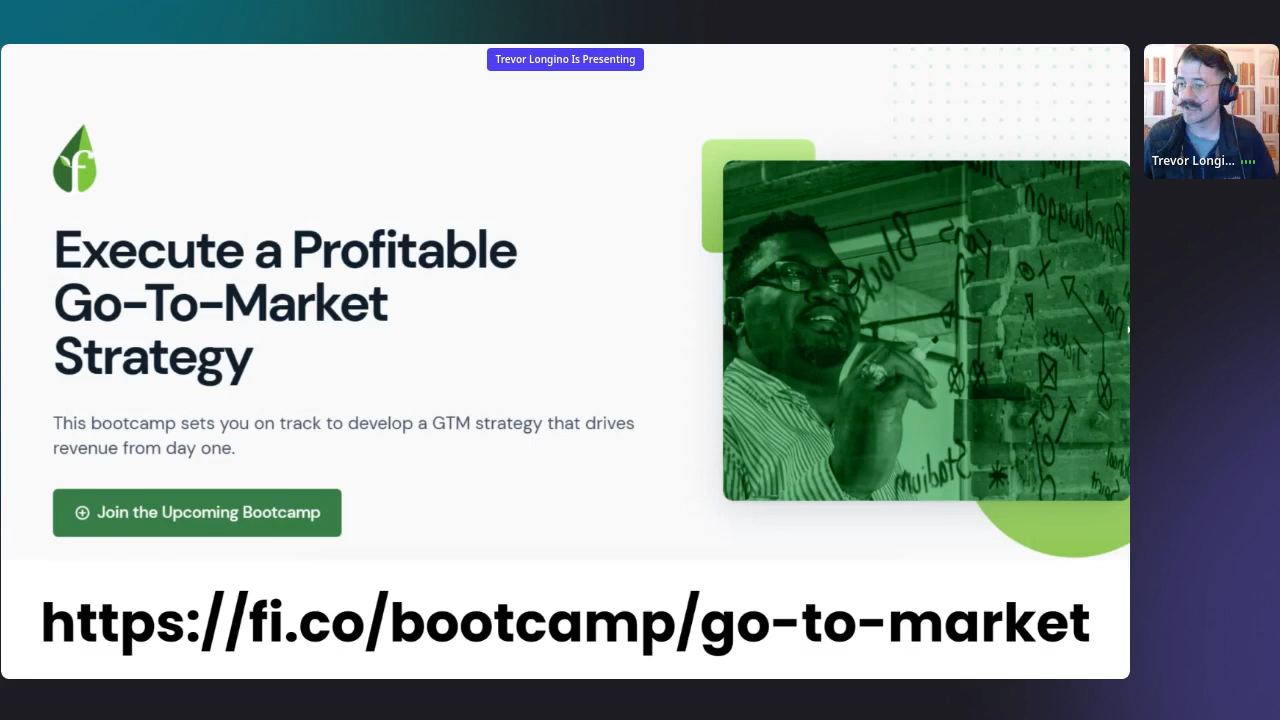 Trevor Longino Is Presenting
Trevor Longi...
f
Execute a Profitable
Go-To-Market
Strategy
This bootcamp sets you on track to develop a GTM strategy that drives
revenue from day one.
Join the Upcoming Bootcamp
Bandwagon
Stadium
https://fi.co/bootcamp/go-to-market